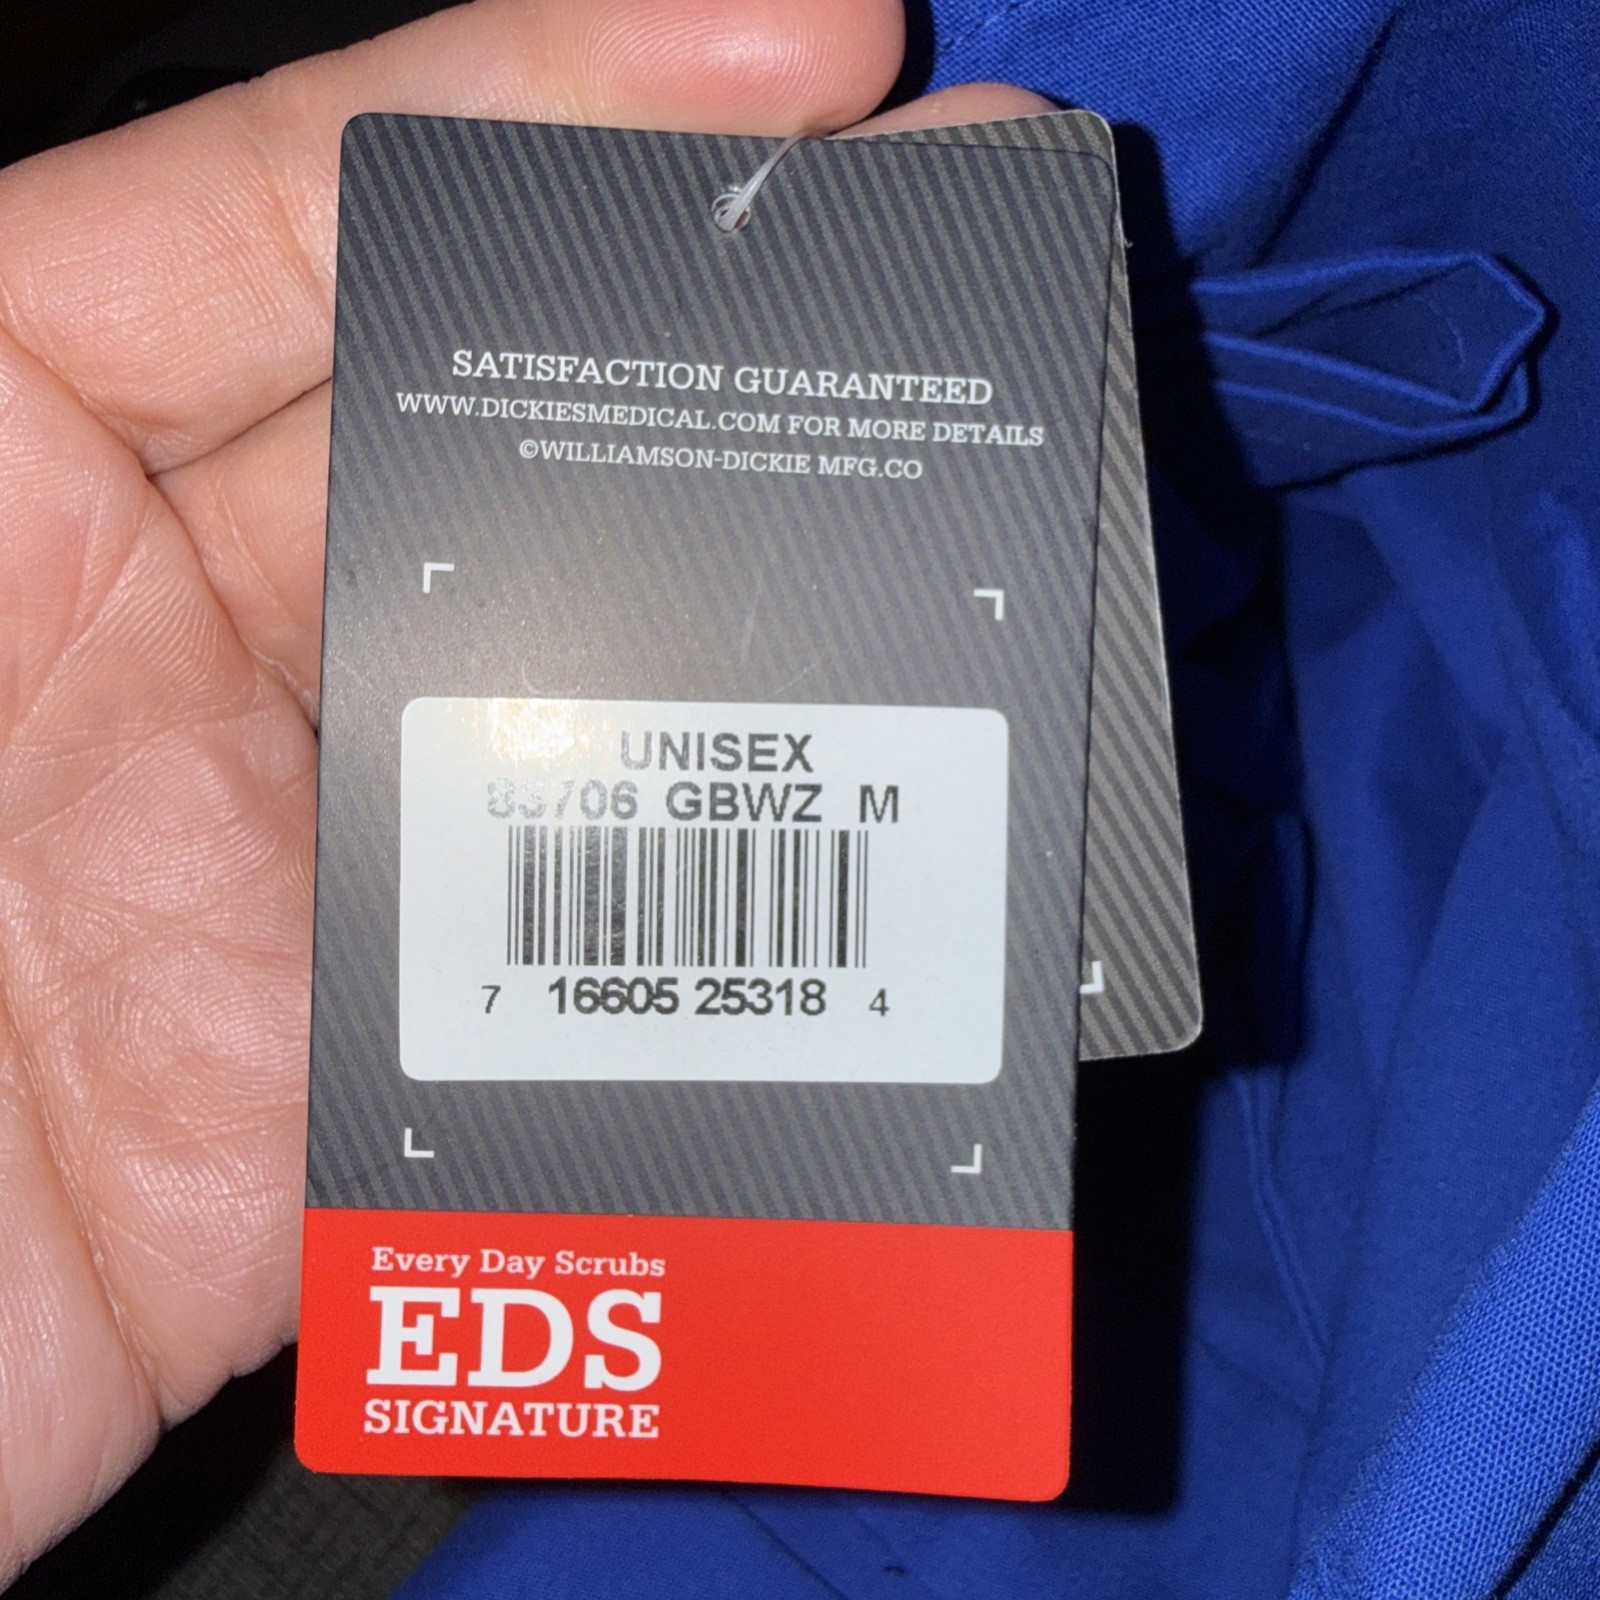 SATISFACTION GUARANTEED
WWW.DICKIESMEDICAL.COM FOR MORE DETAILS
©WILLIAMSON-DICKIE MFG.CO
UNISEX
83706 GBWZ M
7 16605 25318 4
Every Day Scrubs
EDS
SIGNATURE